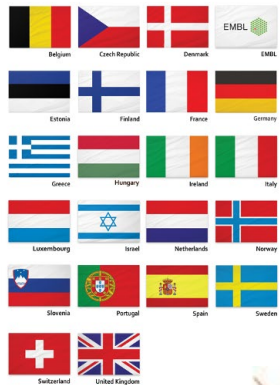 Belgium Czech Republic Denmark EMBL EMBL
Estonia Finland France Germany
Greece Hungary Ireland Italy
Luxembourg Israel Netherlands Norway
Slovenia Portugal Spain Sweden
Switzerland United Kingdom